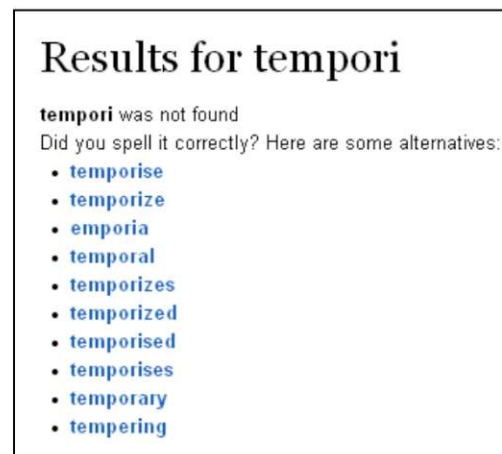 Results for tempori
tempori was not found
Did you spell it correctly? Here are some alternatives:
• temporise
• temporize
• emporia
• temporal
• temporizes
• temporized
• temporised
• temporises
• temporary
• tempering